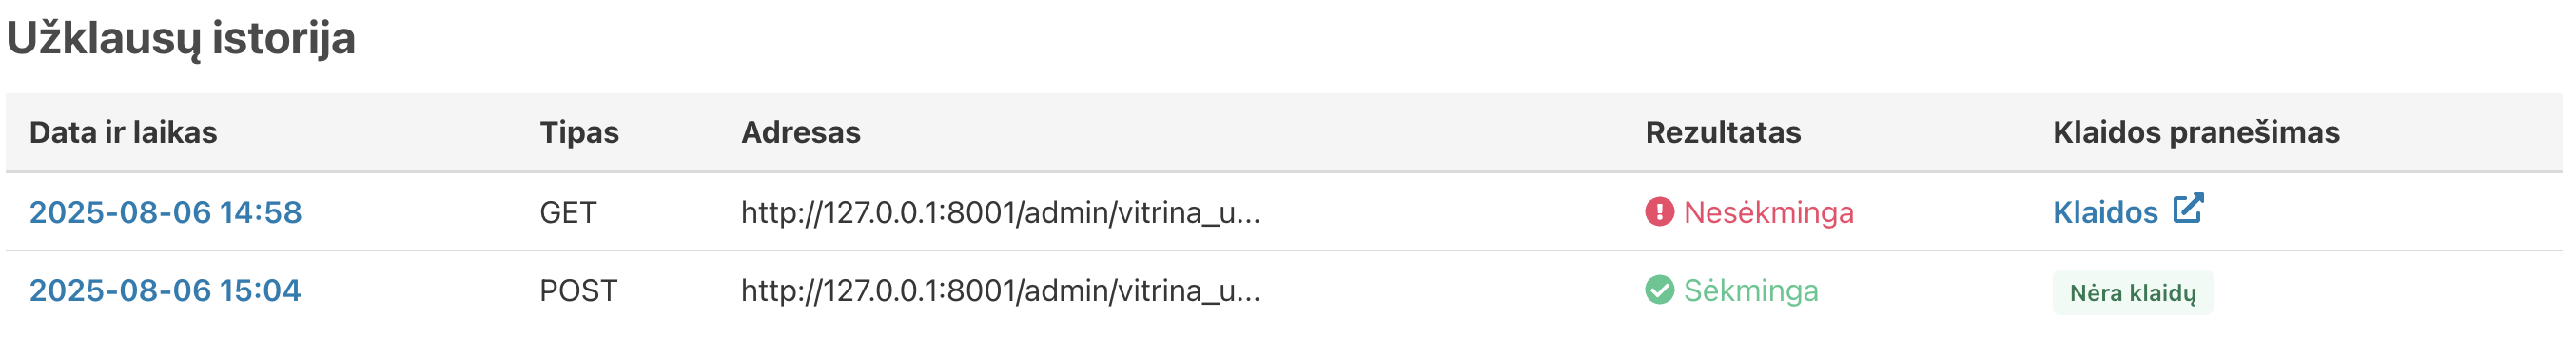 Užklausų istorija
Data ir laikas Tipas Adresas Rezultatas Klaidos pranešimas
2025-08-06 14:58 GET http://127.0.0.1:8001/admin/vitrina_u... Nesėkminga Klaidos
2025-08-06 15:04 POST http://127.0.0.1:8001/admin/vitrina_u... Sėkminga Nėra klaidų